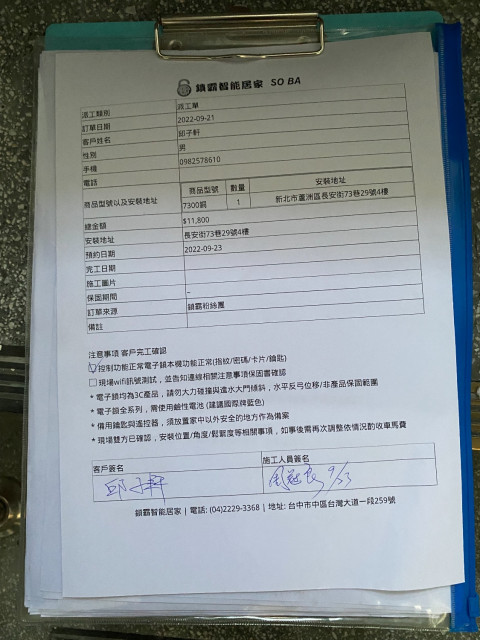 鎖霸智能居家 SO BA
派工類別 派工單
訂單日期 2022-09-21
客戶姓名 邱子軒
性別 男
手機 0982578610
電話
商品型號以及安裝地址 商品型號 數量 安裝地址
7300銅 1 新北市蘆洲區長安街73巷29號4樓
總金額 $11,800
安裝地址 長安街73巷29號4樓
預約日期 2022-09-23
完工日期
施工圖片
保固期間 –
訂單來源 鎖霸粉絲團
備註
注意事項 客戶完工確認
控制功能正常電子鎖本機功能正常(指紋/密碼/卡片/鑰匙)
□現場wifi訊號測試，並告知連線相關注意事項保固書確認
* 電子鎖均為3C產品，請勿大力碰撞與進水大門傾斜，水平反弓位移/非產品保固範圍
* 電子鎖全系列，需使用鹼性電池 (建議國際牌藍色)
* 備用鑰匙與遙控器，須放置家中以外安全的地方作為備案
* 現場雙方已確認，安裝位置/角度/鬆緊度等相關事項，如事後需再次調整依情況酌收車馬費
客戶簽名 施工人員簽名
邱子軒 9/23
鎖霸智能居家 | 電話: (04)2229-3368 | 地址: 台中市中區台灣大道一段259號